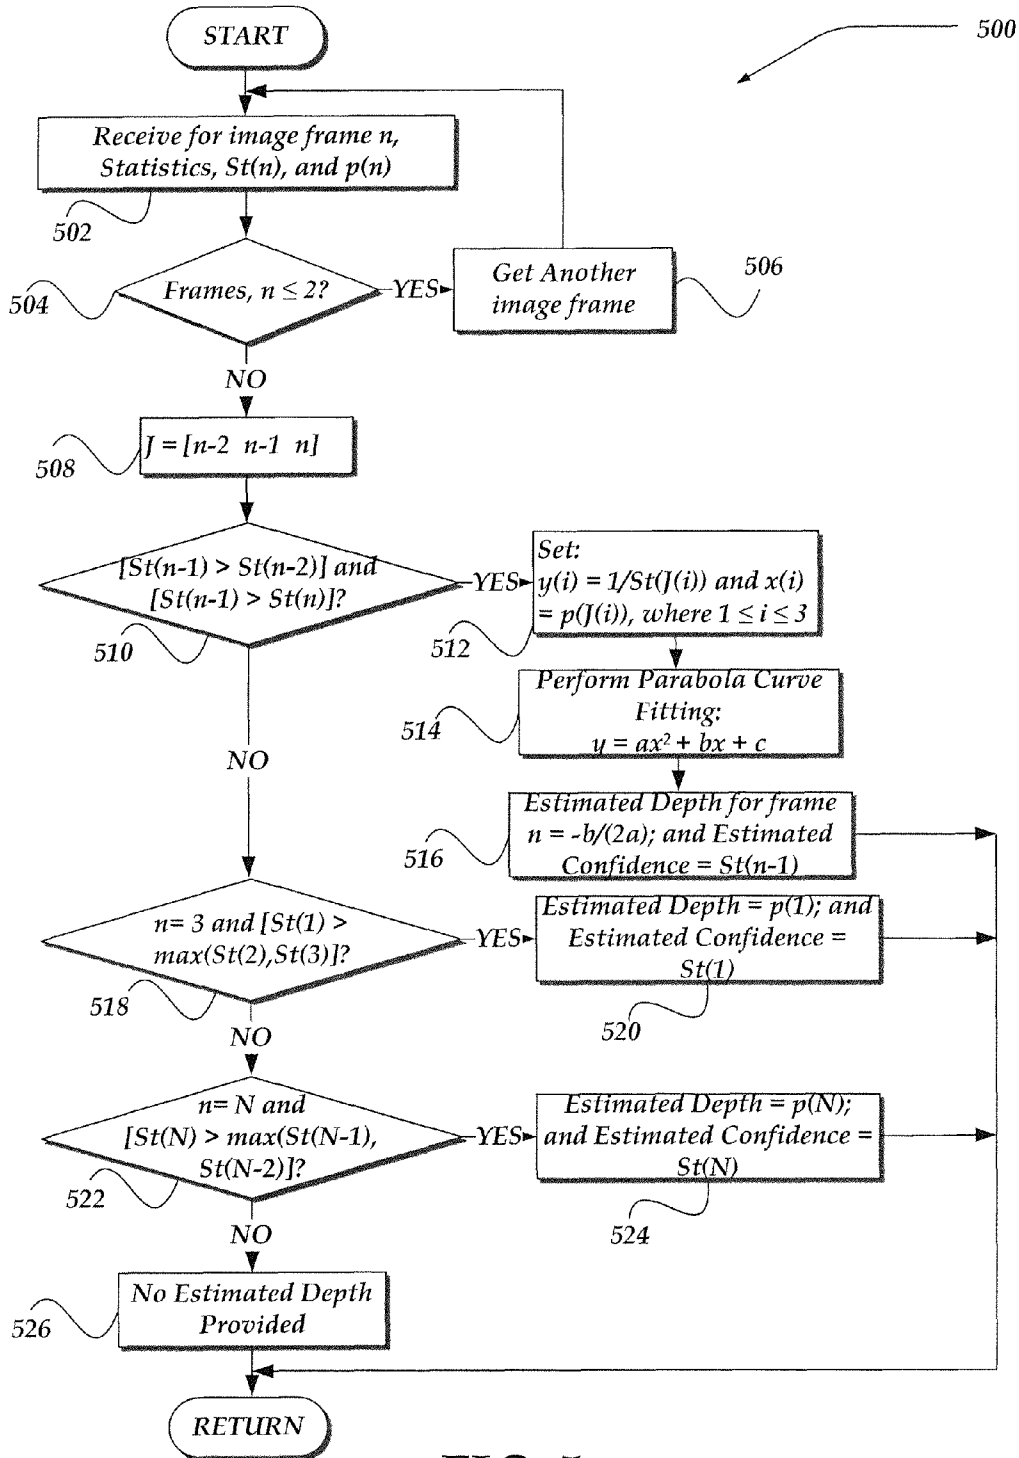 START
500
Receive for image frame n,
Statistics, St(n), and p(n)
502
Frames, n ≤ 2?
504
YES
Get Another
image frame
506
NO
J = [n-2 n-1 n]
508
[St(n-1) > St(n-2)] and
[St(n-1) > St(n)]?
510
YES
Set:
y(i) = 1/St(J(i)) and x(i)
= p(J(i)), where 1 ≤ i ≤ 3
512
Perform Parabola Curve
Fitting:
y = ax² + bx + c
514
NO
Estimated Depth for frame
n = -b/(2a); and Estimated
Confidence = St(n-1)
516
n= 3 and [St(1) >
max(St(2),St(3)]?
518
YES
Estimated Depth = p(1); and
Estimated Confidence =
St(1)
520
NO
n= N and
[St(N) > max(St(N-1),
St(N-2)]?
522
YES
Estimated Depth = p(N);
and Estimated Confidence =
St(N)
524
NO
No Estimated Depth
Provided
526
RETURN